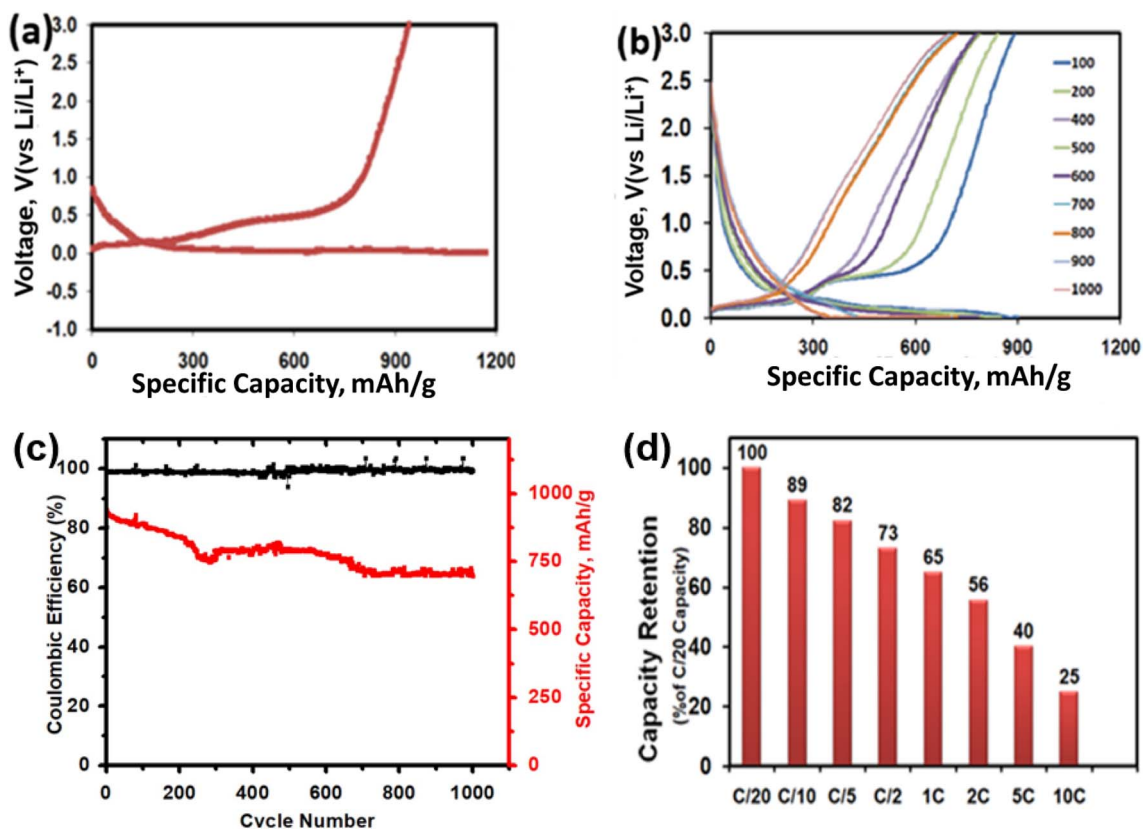 (a)
3.0
2.5
2.0
1.5
1.0
0.5
0.0
-0.5
-1.0
Voltage, V(vs Li/Li⁺)
0 300 600 900 1200
Specific Capacity, mAh/g
(b)
3.0
2.5
2.0
1.5
1.0
0.5
0.0
Voltage, V(vs Li/Li⁺)
100
200
400
500
600
700
800
900
1000
0 300 600 900 1200
Specific Capacity, mAh/g
(c)
100
80
60
40
20
0
Coulombic Efficiency (%)
1000
750
500
250
0
Specific Capacity, mAh/g
0 200 400 600 800 1000
Cycle Number
(d)
100
80
60
40
20
0
Capacity Retention
(%of C/20 Capacity)
100 89 82 73 65 56 40 25
C/20 C/10 C/5 C/2 1C 2C 5C 10C